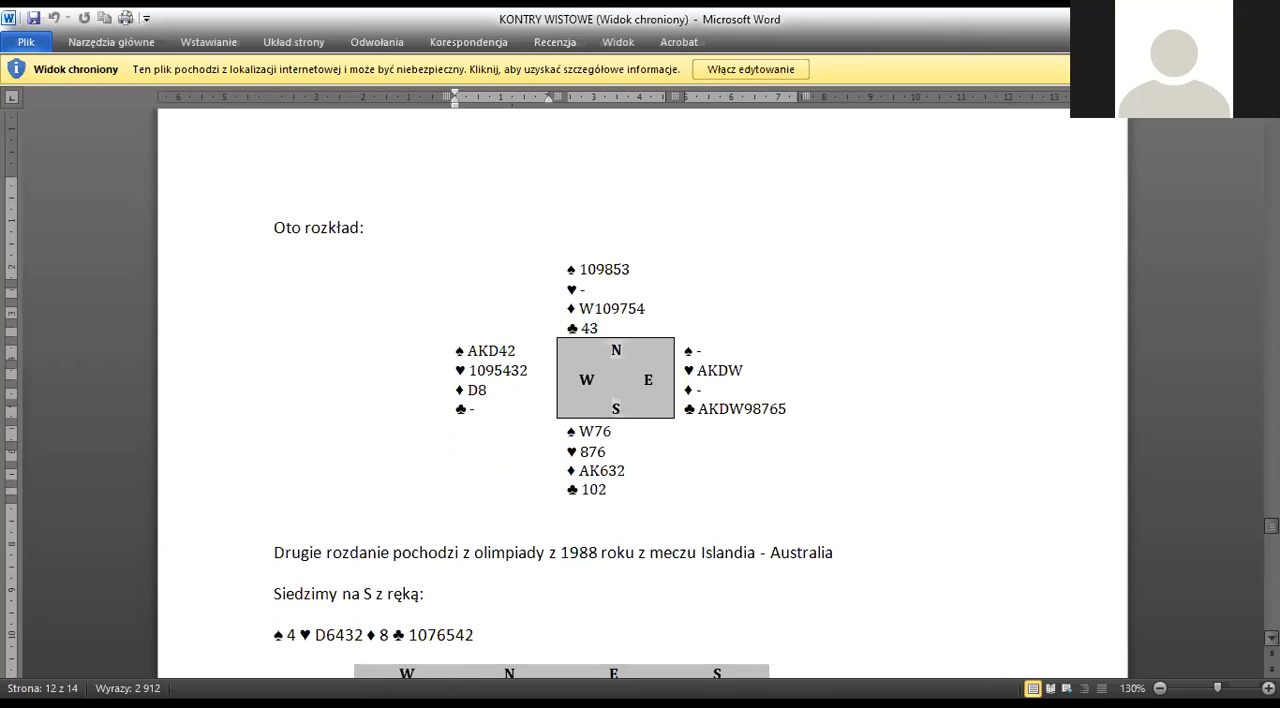 KONTRY WISTOWE (Widok chroniony) - Microsoft Word
Plik Narzędzia główne Wstawianie Układ strony Odwołania Korespondencja Recenzja Widok Acrobat
Widok chroniony Ten plik pochodzi z lokalizacji internetowej i może być niebezpieczny. Kliknij, aby uzyskać szczegółowe informacje. Włącz edytowanie
Oto rozkład:
♠ 109853
♥ -
♦ W109754
♣ 43
♠ AKD42
♥ 1095432
♦ D8
♣ -
N
W E
S
♠ -
♥ AKDW
♦ -
♣ AKDW98765
♠ W76
♥ 876
♦ AK632
♣ 102
Drugie rozdanie pochodzi z olimpiady z 1988 roku z meczu Islandia - Australia
Siedzimy na S z ręką:
♠ 4 ♥ D6432 ♦ 8 ♣ 1076542
W N E S
Strona: 12 z 14 Wyrazy: 2 912 130%